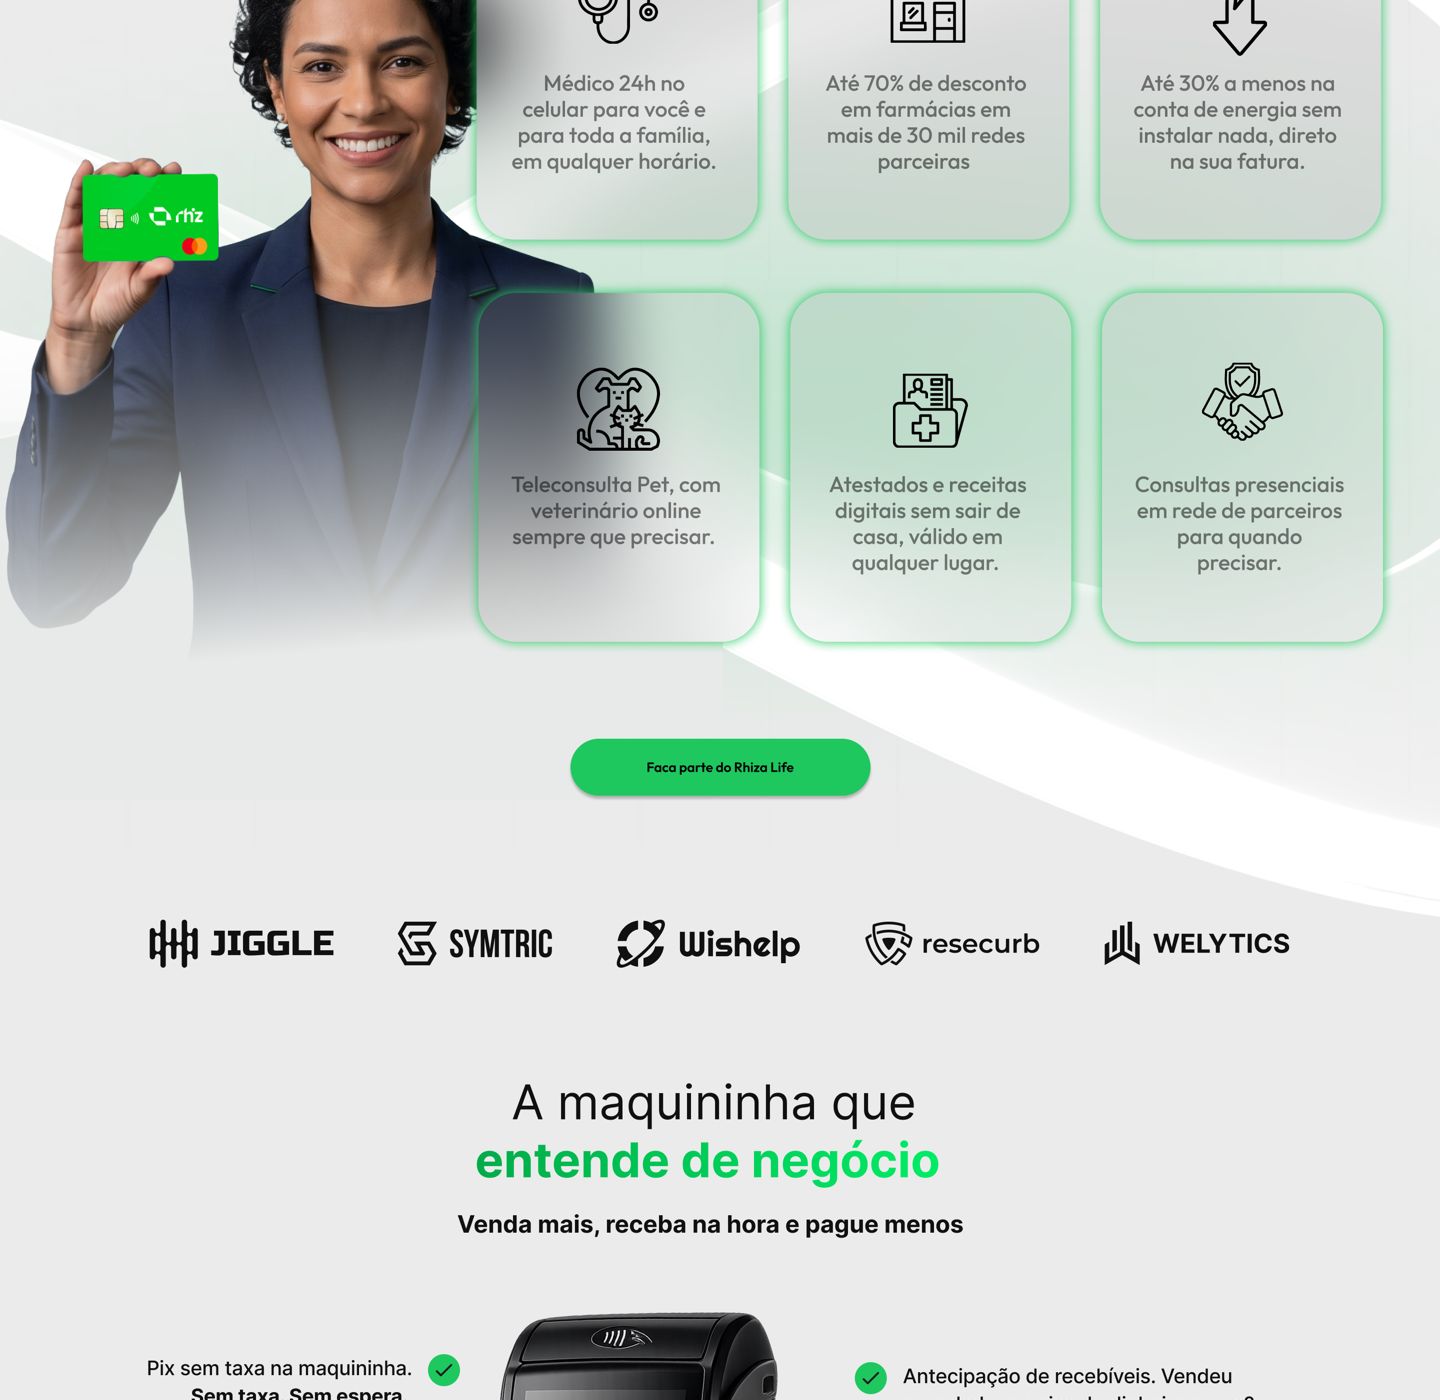 Médico 24h no
celular para você e
para toda a família,
em qualquer horário.
Até 70% de desconto
em farmácias em
mais de 30 mil redes
parceiras
Até 30% a menos na
conta de energia sem
instalar nada, direto
na sua fatura.
rhz
Teleconsulta Pet, com
veterinário online
sempre que precisar.
Atestados e receitas
digitais sem sair de
casa, válido em
qualquer lugar.
Consultas presenciais
em rede de parceiros
para quando
precisar.
Faca parte do Rhiza Life
JIGGLE
SYMTRIC
Wishelp
resecurb
WELYTICS
A maquininha que
entende de negócio
Venda mais, receba na hora e pague menos
Pix sem taxa na maquininha.
Sem taxa. Sem espera.
Antecipação de recebíveis. Vendeu